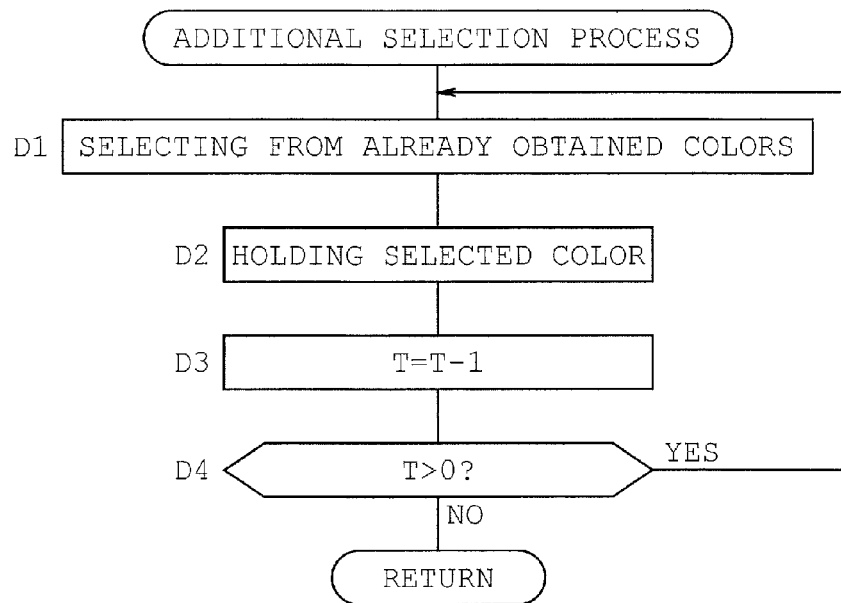 ADDITIONAL SELECTION PROCESS
D1 SELECTING FROM ALREADY OBTAINED COLORS
D2 HOLDING SELECTED COLOR
D3 T=T-1
D4 T>0? YES
NO
RETURN